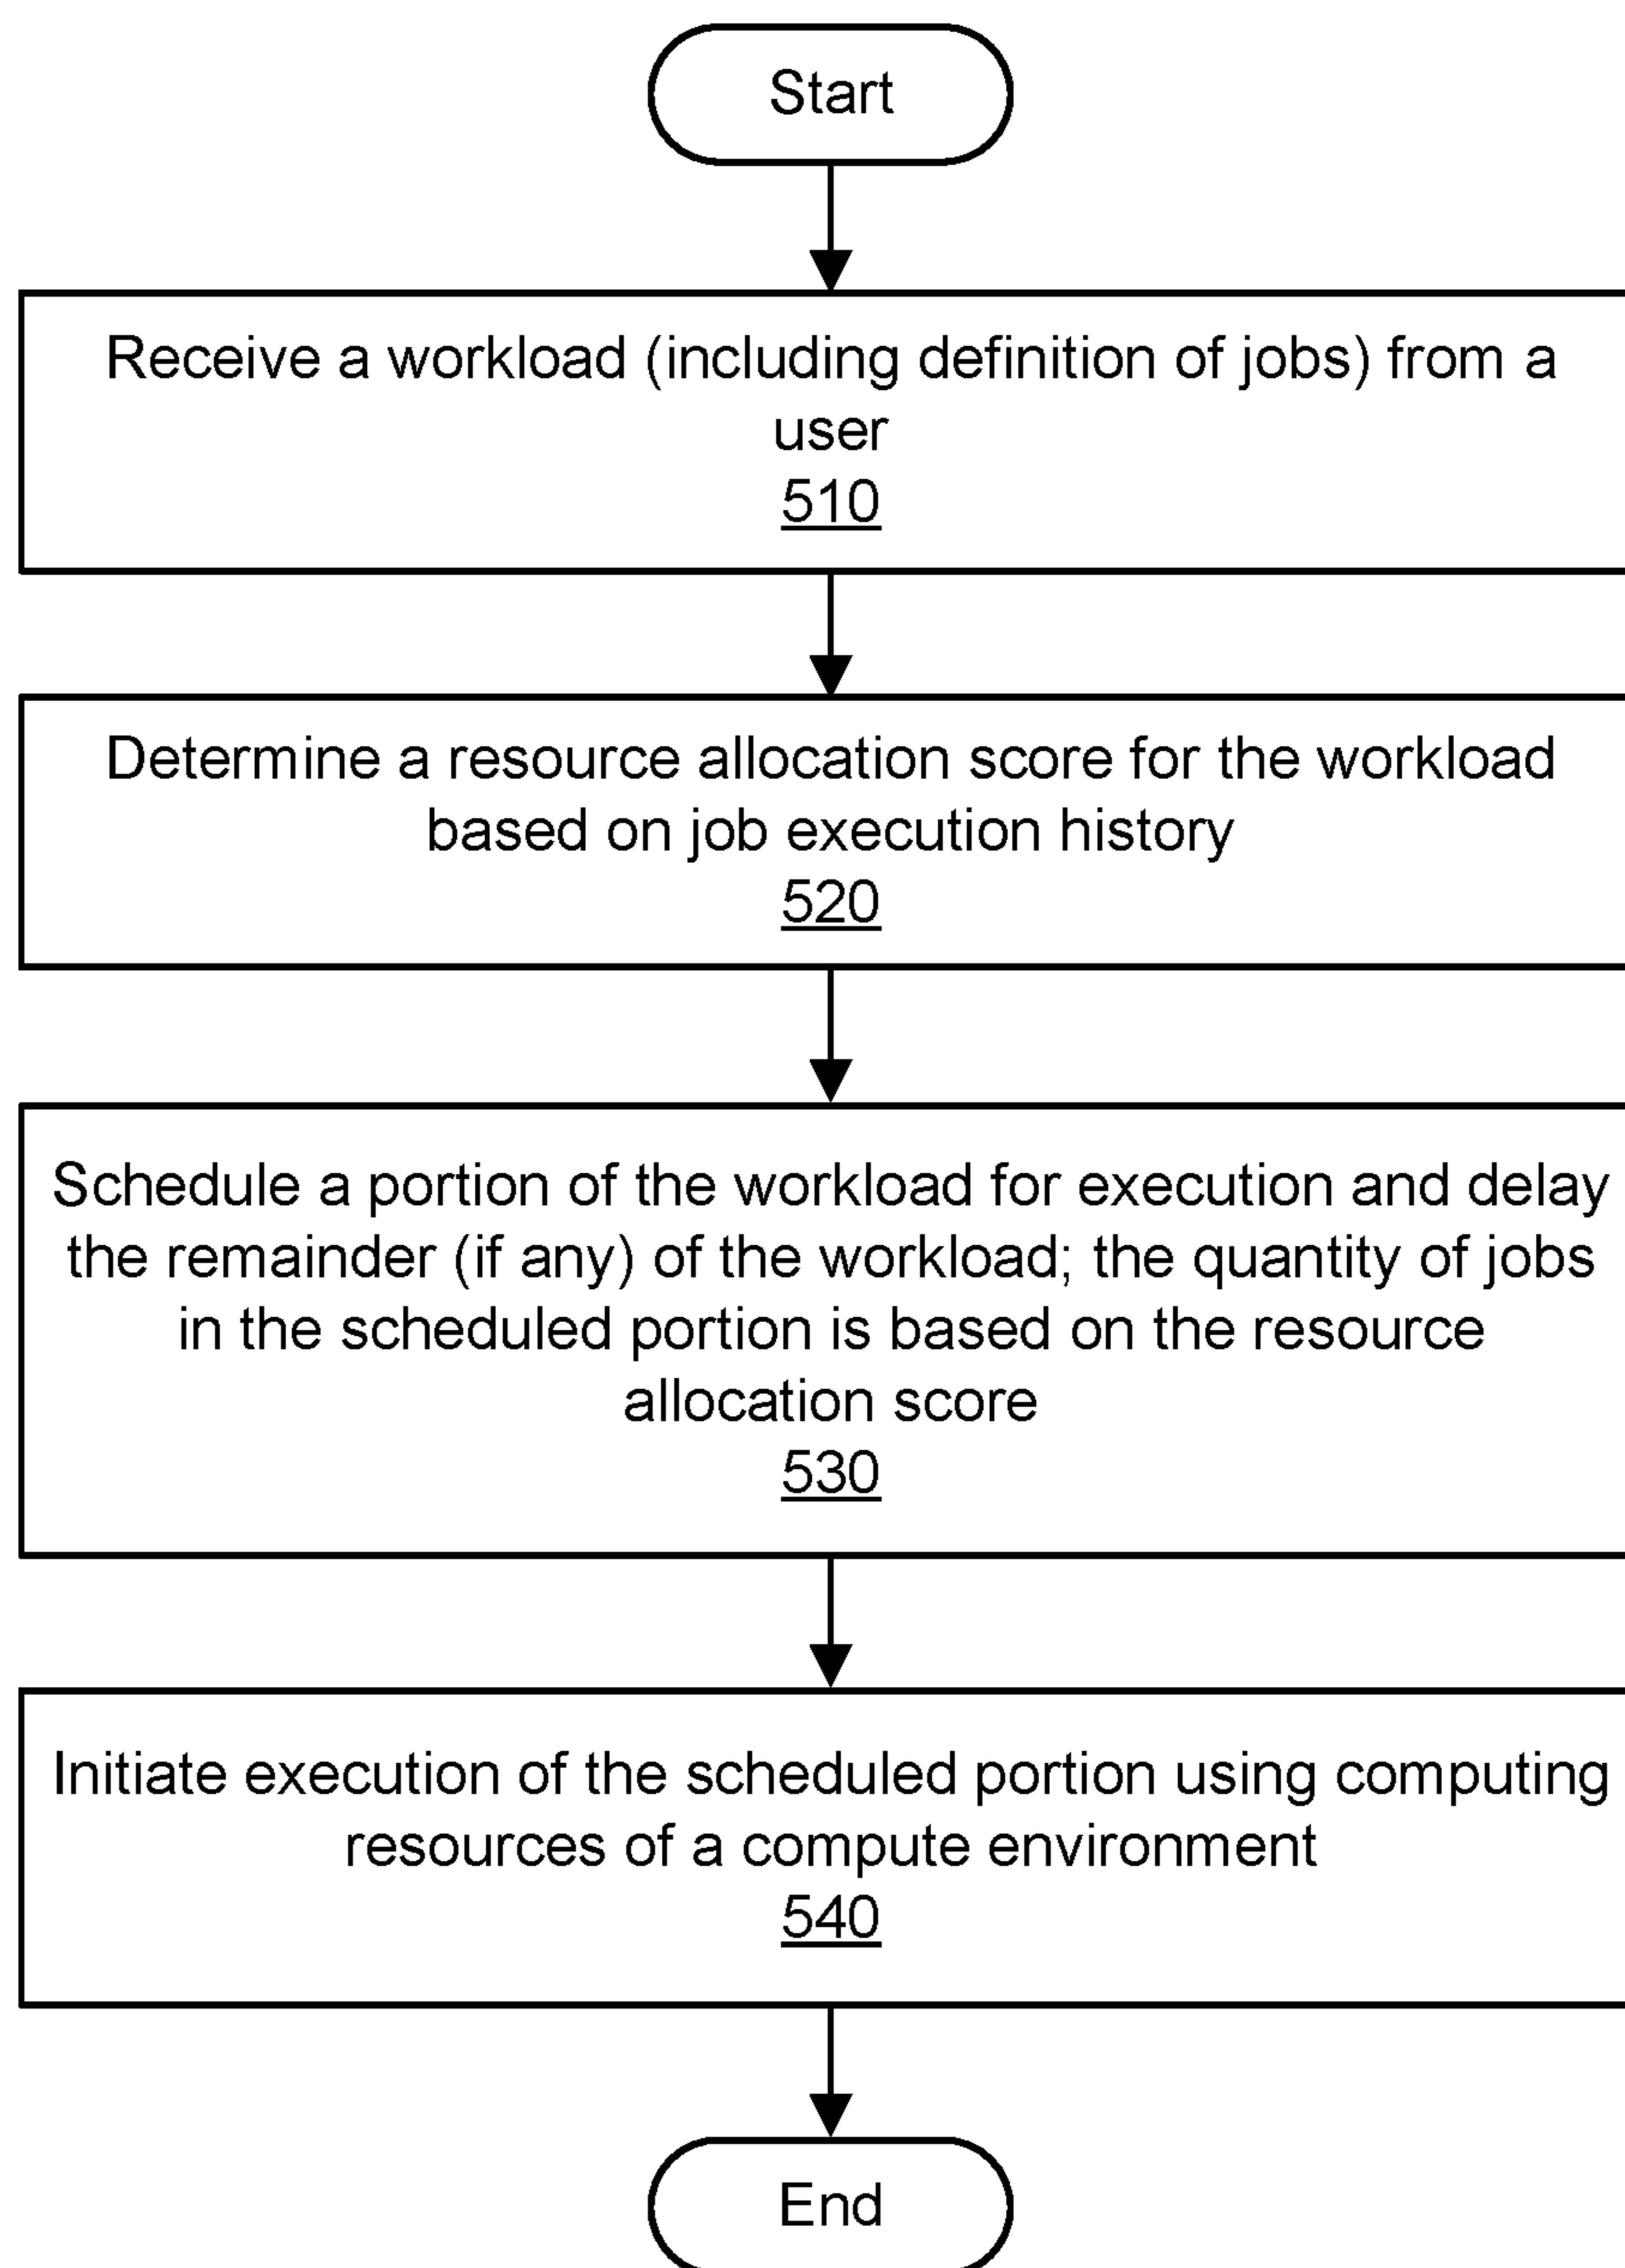 Start
Receive a workload (including definition of jobs) from a
user
510
Determine a resource allocation score for the workload
based on job execution history
520
Schedule a portion of the workload for execution and delay
the remainder (if any) of the workload; the quantity of jobs
in the scheduled portion is based on the resource
allocation score
530
Initiate execution of the scheduled portion using computing
resources of a compute environment
540
End